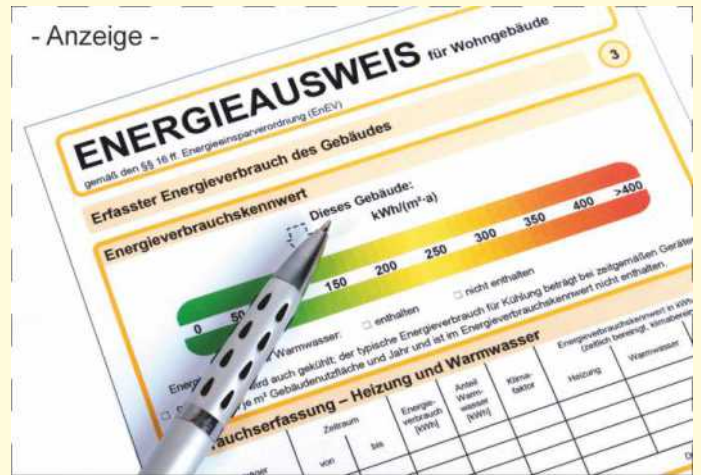 - Anzeige -
ENERGIEAUSWEIS für Wohngebäude
gemäß den §§ 16 ff. Energieeinsparverordnung (EnEV)
3
Erfasster Energieverbrauch des Gebäudes
Energieverbrauchskennwert
Dieses Gebäude:
kWh/(m²·a)
0 50 150 200 250 300 350 400 >400
Warmwasser: enthalten nicht enthalten
wird auch gekühlt; der typische Energieverbrauch für Kühlung beträgt bei zeitgemäßen Geräten
je m² Gebäudenutzfläche und Jahr und ist im Energieverbrauchskennwert nicht enthalten.
rauchserfassung – Heizung und Warmwasser
Zeitraum
von bis
Energie-
verbrauch
[kWh]
Anteil
Warm-
wasser
[kWh]
Klima-
faktor
Energieverbrauchskennwert in kWh
(zeitlich bereinigt, klimaberein
Heizung Warmwasser